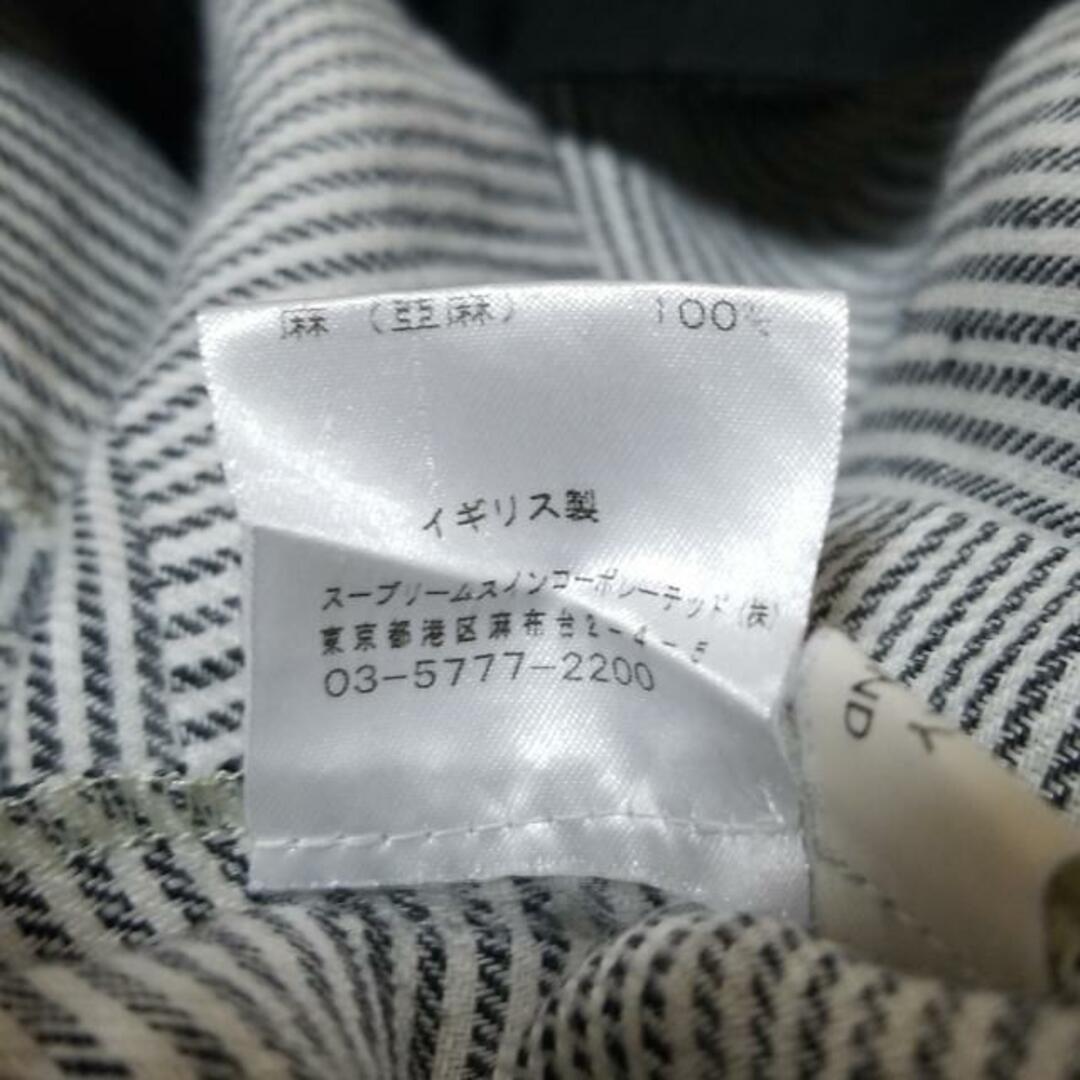 麻 (亜麻) 100%
イギリス製
スープリームスインコーポレーテッド(株)
東京都港区麻布台2-4-5
03-5777-2200
Y
ND